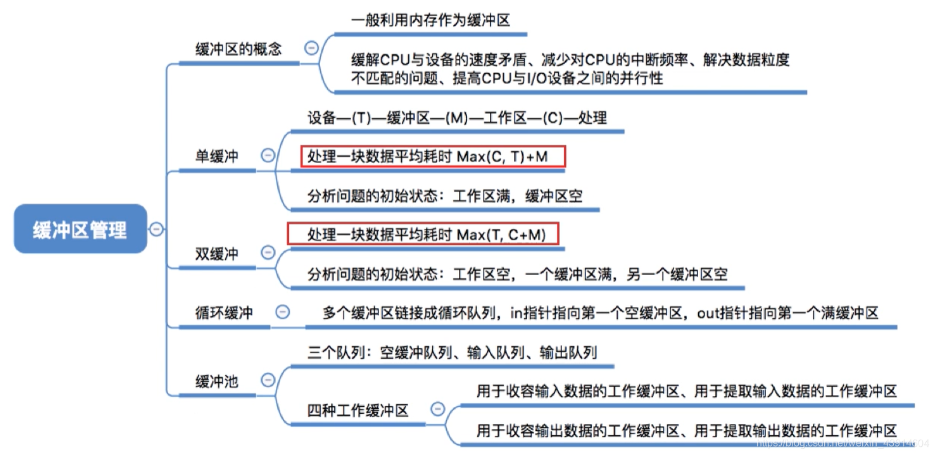 缓冲区管理
缓冲区的概念
一般利用内存作为缓冲区
缓解CPU与设备的速度矛盾、减少对CPU的中断频率、解决数据粒度
不匹配的问题、提高CPU与I/O设备之间的并行性
单缓冲
设备—(T)—缓冲区—(M)—工作区—(C)—处理
处理一块数据平均耗时 Max(C, T)+M
分析问题的初始状态：工作区满，缓冲区空
双缓冲
处理一块数据平均耗时 Max(T, C+M)
分析问题的初始状态：工作区空，一个缓冲区满，另一个缓冲区空
循环缓冲
多个缓冲区链接成循环队列，in指针指向第一个空缓冲区，out指针指向第一个满缓冲区
缓冲池
三个队列：空缓冲队列、输入队列、输出队列
四种工作缓冲区
用于收容输入数据的工作缓冲区、用于提取输入数据的工作缓冲区
用于收容输出数据的工作缓冲区、用于提取输出数据的工作缓冲区